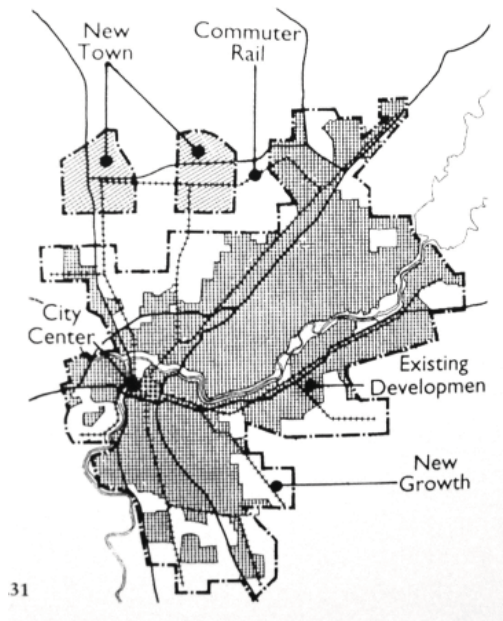 New
Town
Commuter
Rail
City
Center
Existing
Developmen
New
Growth
31